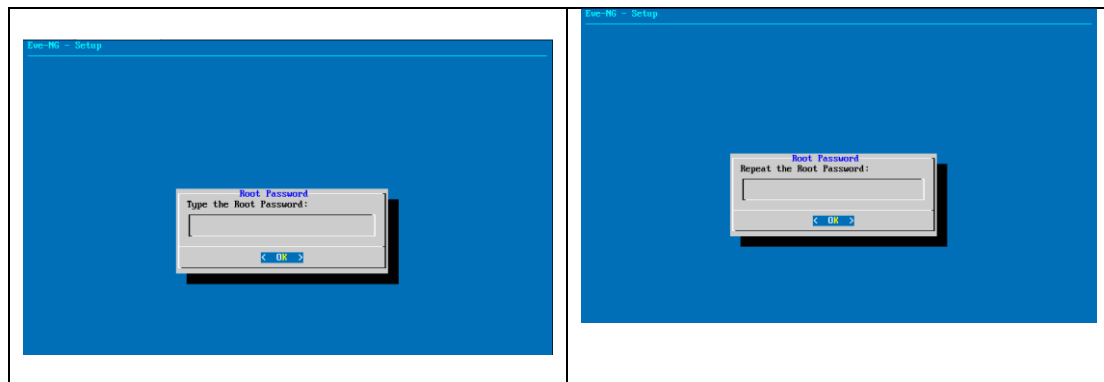 Eve-NG - Setup
Root Password
Type the Root Password:
< OK >
Eve-NG - Setup
Root Password
Repeat the Root Password:
< OK >